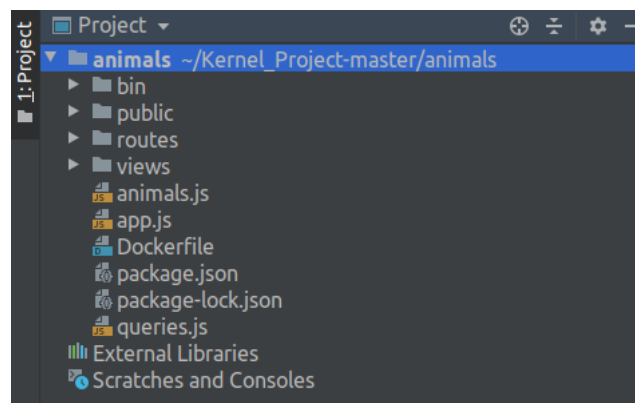 1: Project
Project
animals ~/Kernel_Project-master/animals
bin
public
routes
views
animals.js
app.js
Dockerfile
package.json
package-lock.json
queries.js
External Libraries
Scratches and Consoles